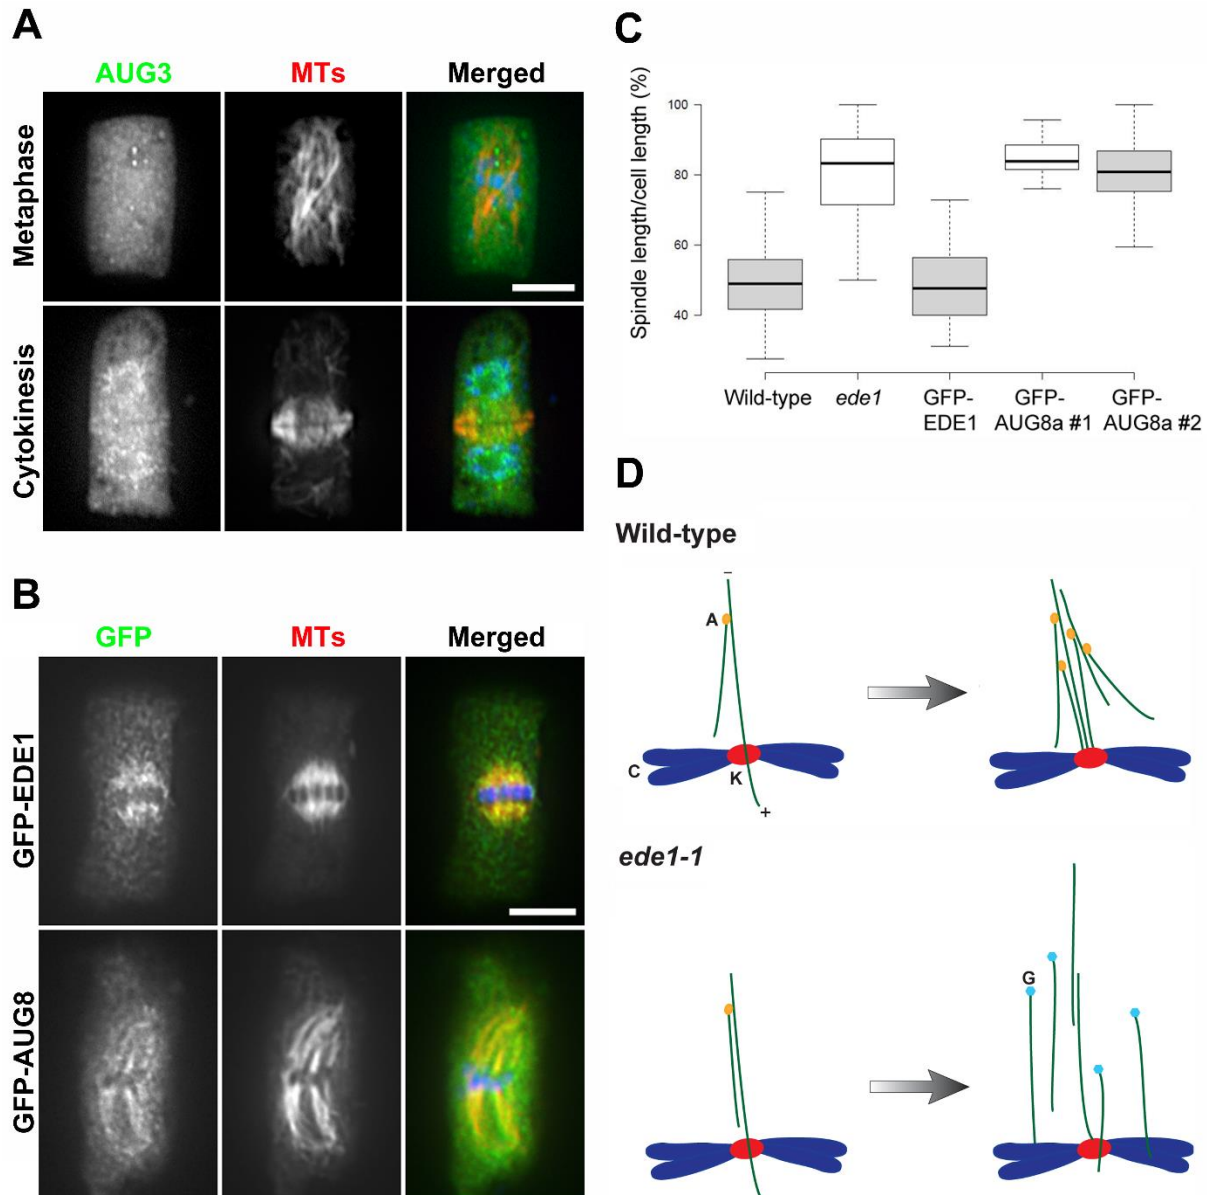 A
AUG3 MTs Merged
Metaphase
Cytokinesis
B
GFP MTs Merged
GFP-EDE1
GFP-AUG8
C
Spindle length/cell length (%)
100
80
60
40
Wild-type ede1 GFP- GFP- GFP-
EDE1 AUG8a #1 AUG8a #2
D
Wild-type
–
A
C
K
+
ede1-1
G